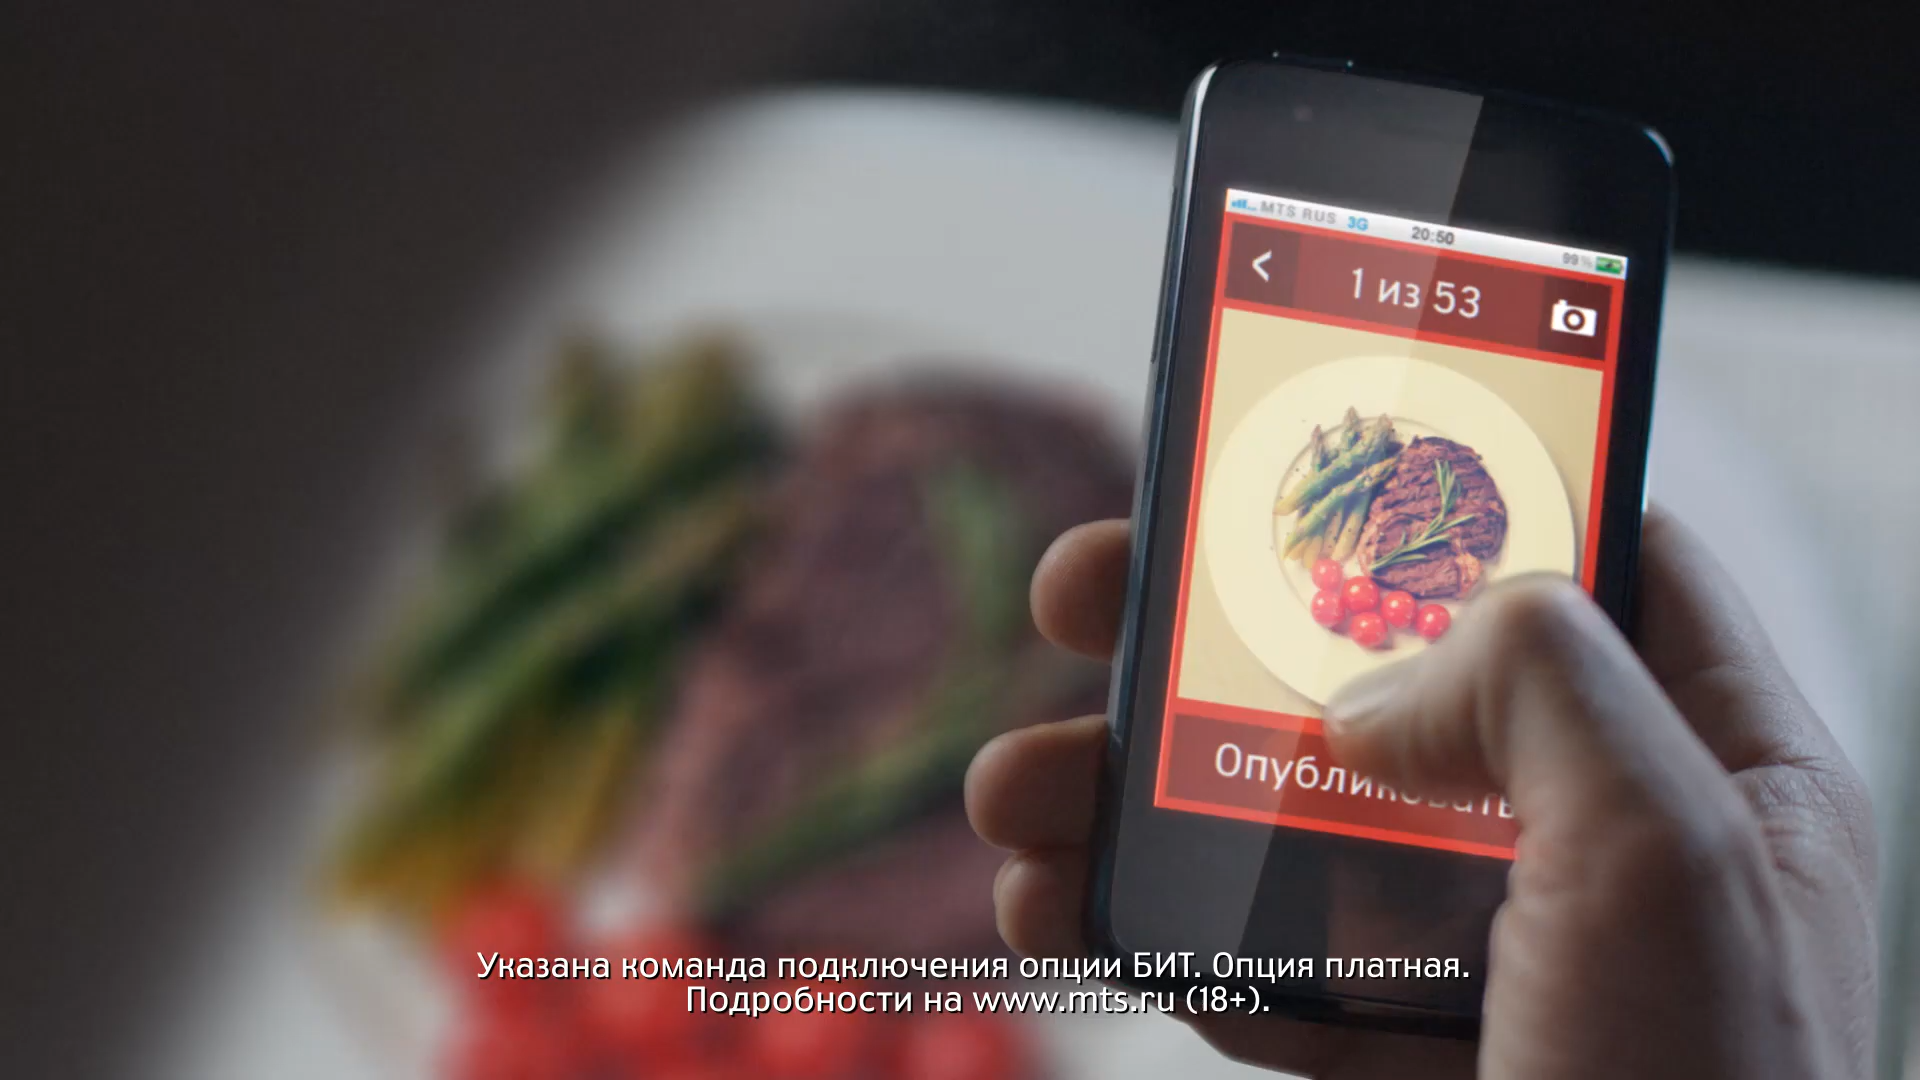 MTS RUS 3G 20:50 99%
1 из 53
Опубликовать
Указана команда подключения опции БИТ. Опция платная.
Подробности на www.mts.ru (18+).